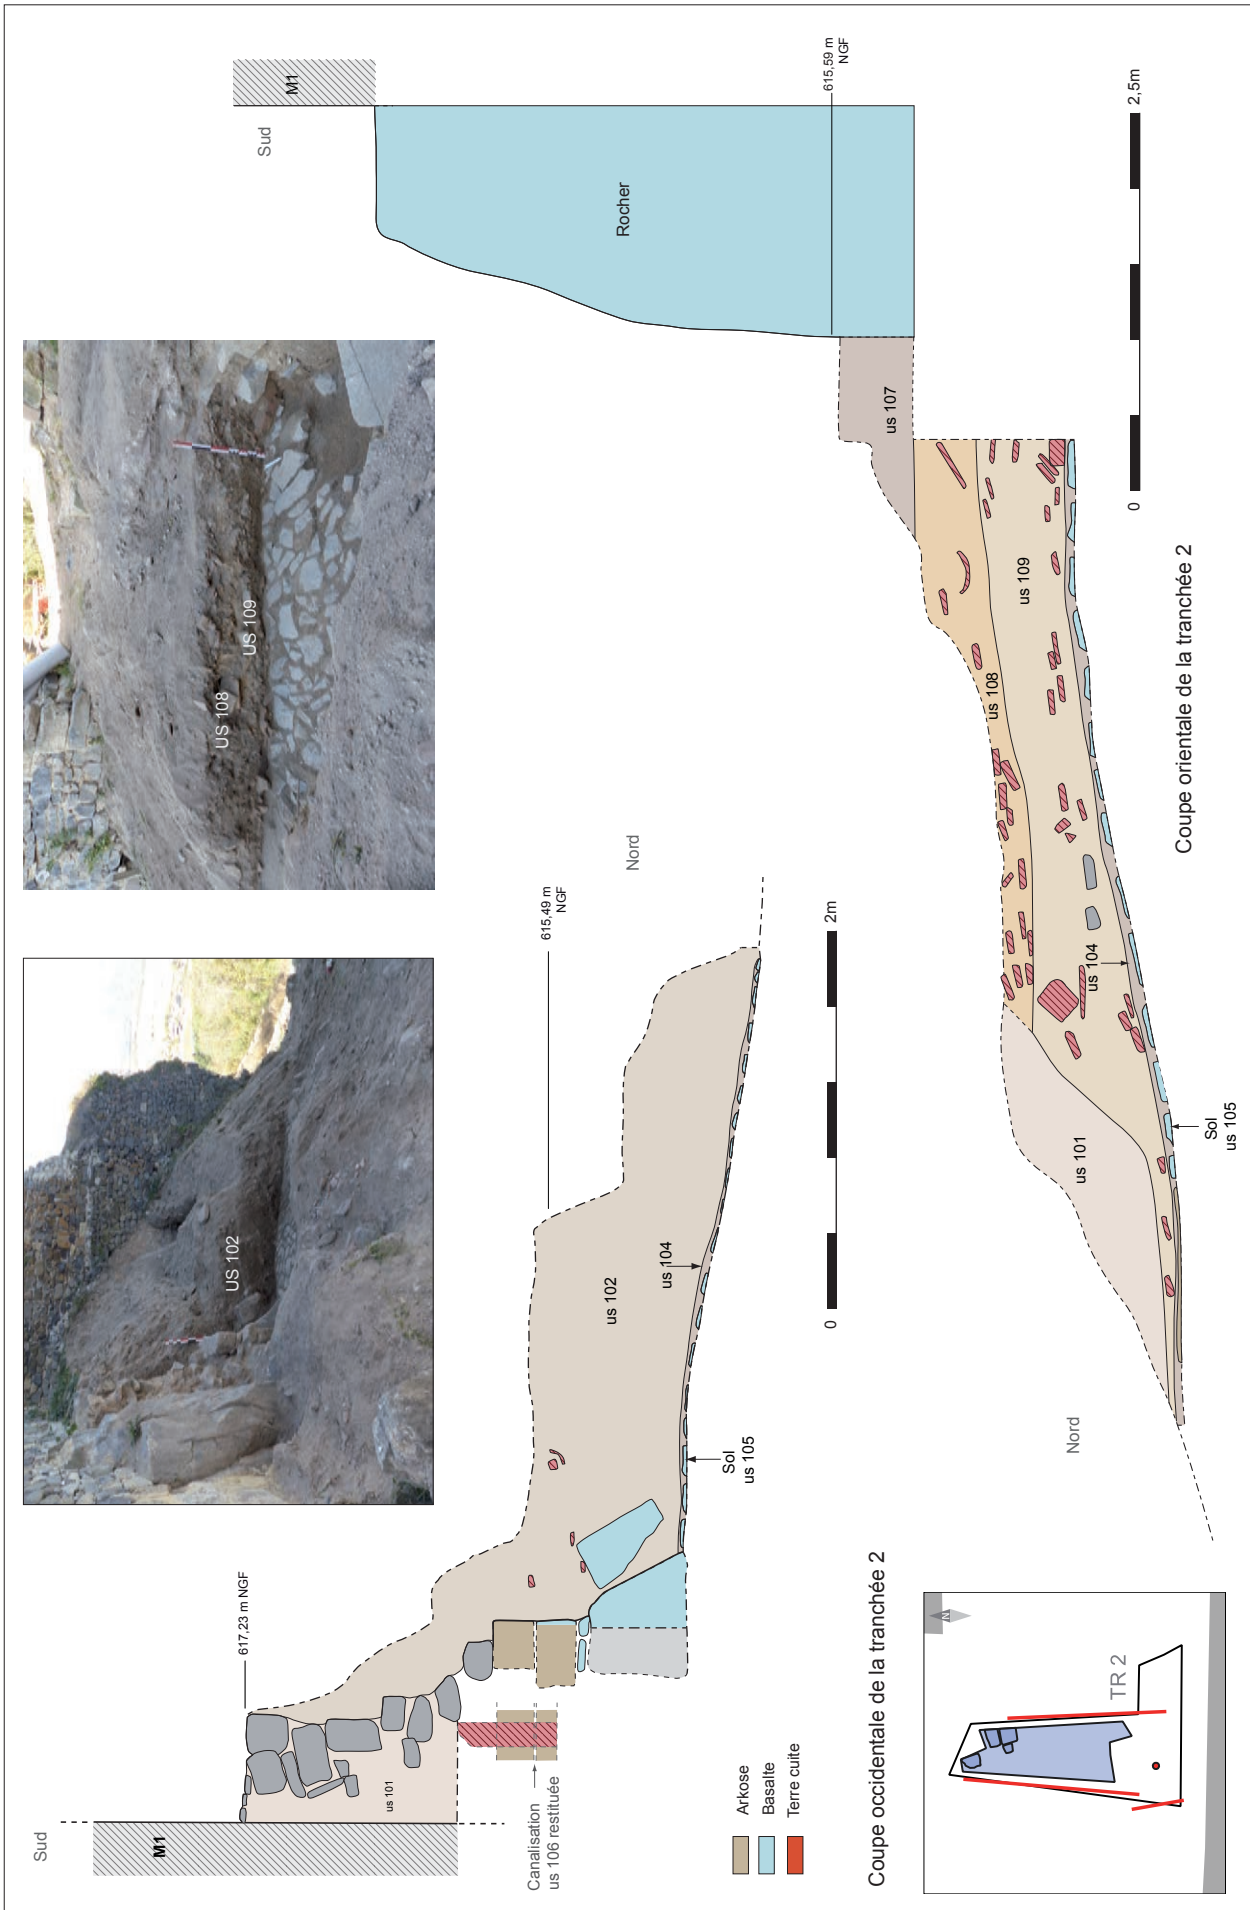 Sud
M1
617,23 m NGF
us 101
Canalisation
us 106 restituée
Arkose
Basalte
Terre cuite
US 102
615,49 m
NGF
Nord
us 102
us 104
Sol
us 105
0
2m
Coupe occidentale de la tranchée 2
N
TR 2
US 108
US 109
Sud
M1
Rocher
615,59 m
NGF
us 107
us 108
us 109
us 104
us 101
Sol
us 105
Nord
0
2,5m
Coupe orientale de la tranchée 2